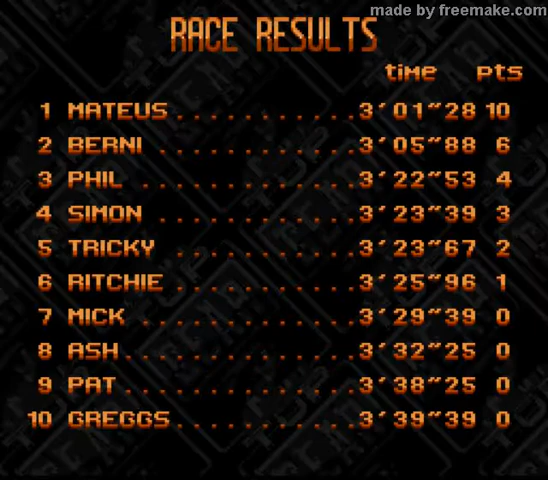 made by freemake.com
RACE RESULTS
time pts
1 MATEUS...........3'01"28 10
2 BERNI ............3'05"88 6
3 PHIL .............3'22"53 4
4 SIMON ............3'23"39 3
5 TRICKY ...........3'23"67 2
6 RITCHIE...........3'25"96 1
7 MICK .............3'29"39 0
8 ASH..............3'32"25 0
9 PAT..............3'38"25 0
10 GREGGS...........3'39"39 0